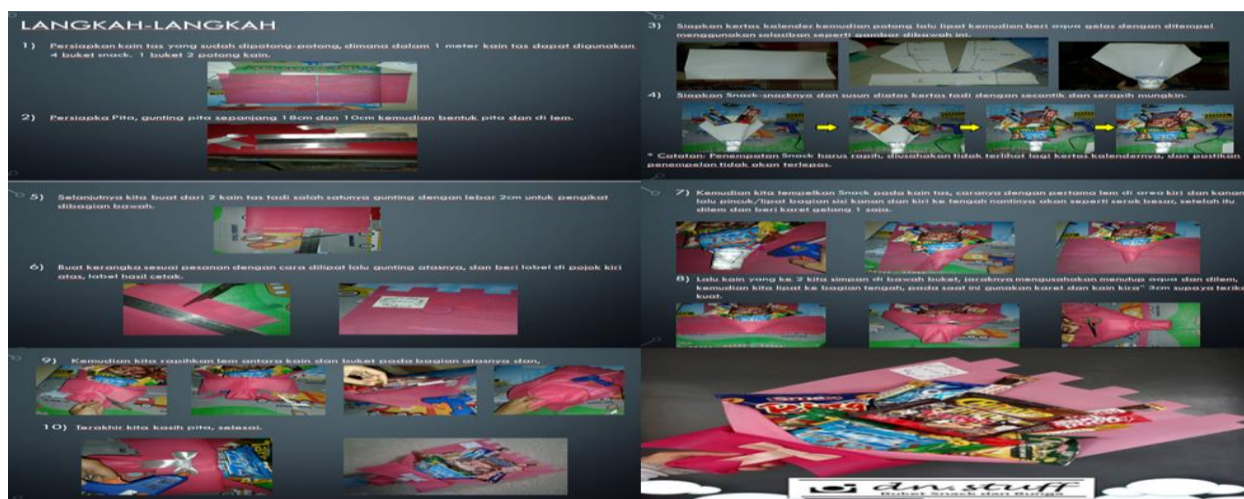 LANGKAH-LANGKAH
1) Persiapkan kain tas yang sudah dipotong-potong, dimana dalam 1 meter kain tas dapat digunakan
4 buket snack. 1 buket 2 potong kain.
2) Persiapka Pita, gunting pita sepanjang 18cm dan 10cm kemudian bentuk pita dan di lem.
3) Siapkan kertas kalender kemudian potong lalu lipat kemudian beri aqua gelas dengan ditempel
menggunakan solasiban seperti gambar dibawah ini.
4) Siapkan Snack-snacknya dan susun diatas kertas tadi dengan secantik dan serapih mungkin.
* Catatan: Penempatan Snack harus rapih, diusahakan tidak terlihat lagi kertas kalendernya, dan pastikan
penempelan tidak akan terlepas.
5) Selanjutnya kita buat dari 2 kain tas tadi salah satunya gunting dengan lebar 2cm untuk pengikat
dibagian bawah.
6) Buat kerangka sesuai pesanan dengan cara dilipat lalu gunting atasnya, dan beri label di pojok kiri
atas, label hasil cetak.
7) Kemudian kita tempelkan Snack pada kain tas, caranya dengan pertama lem di area kiri dan kanan
lalu pincuk/lipat bagian sisi kanan dan kiri ke tengah nantinya akan seperti serok besar, setelah itu
dilem dan beri karet gelang 1 saja.
8) Lalu kain yang ke 2 kita simpan di bawah buket, jaraknya mengusahakan menutup aqua dan dilem,
kemudian kita lipat ke bagian tengah, pada saat ini gunakan karet dan kain kira" 3cm supaya terika
kuat.
9) Kemudian kita rapihkan lem antara kain dan buket pada bagian atasnya dan,
10) Terakhir kita kasih pita, selesai.
dn.stuff
Buket Snack dan Bunga